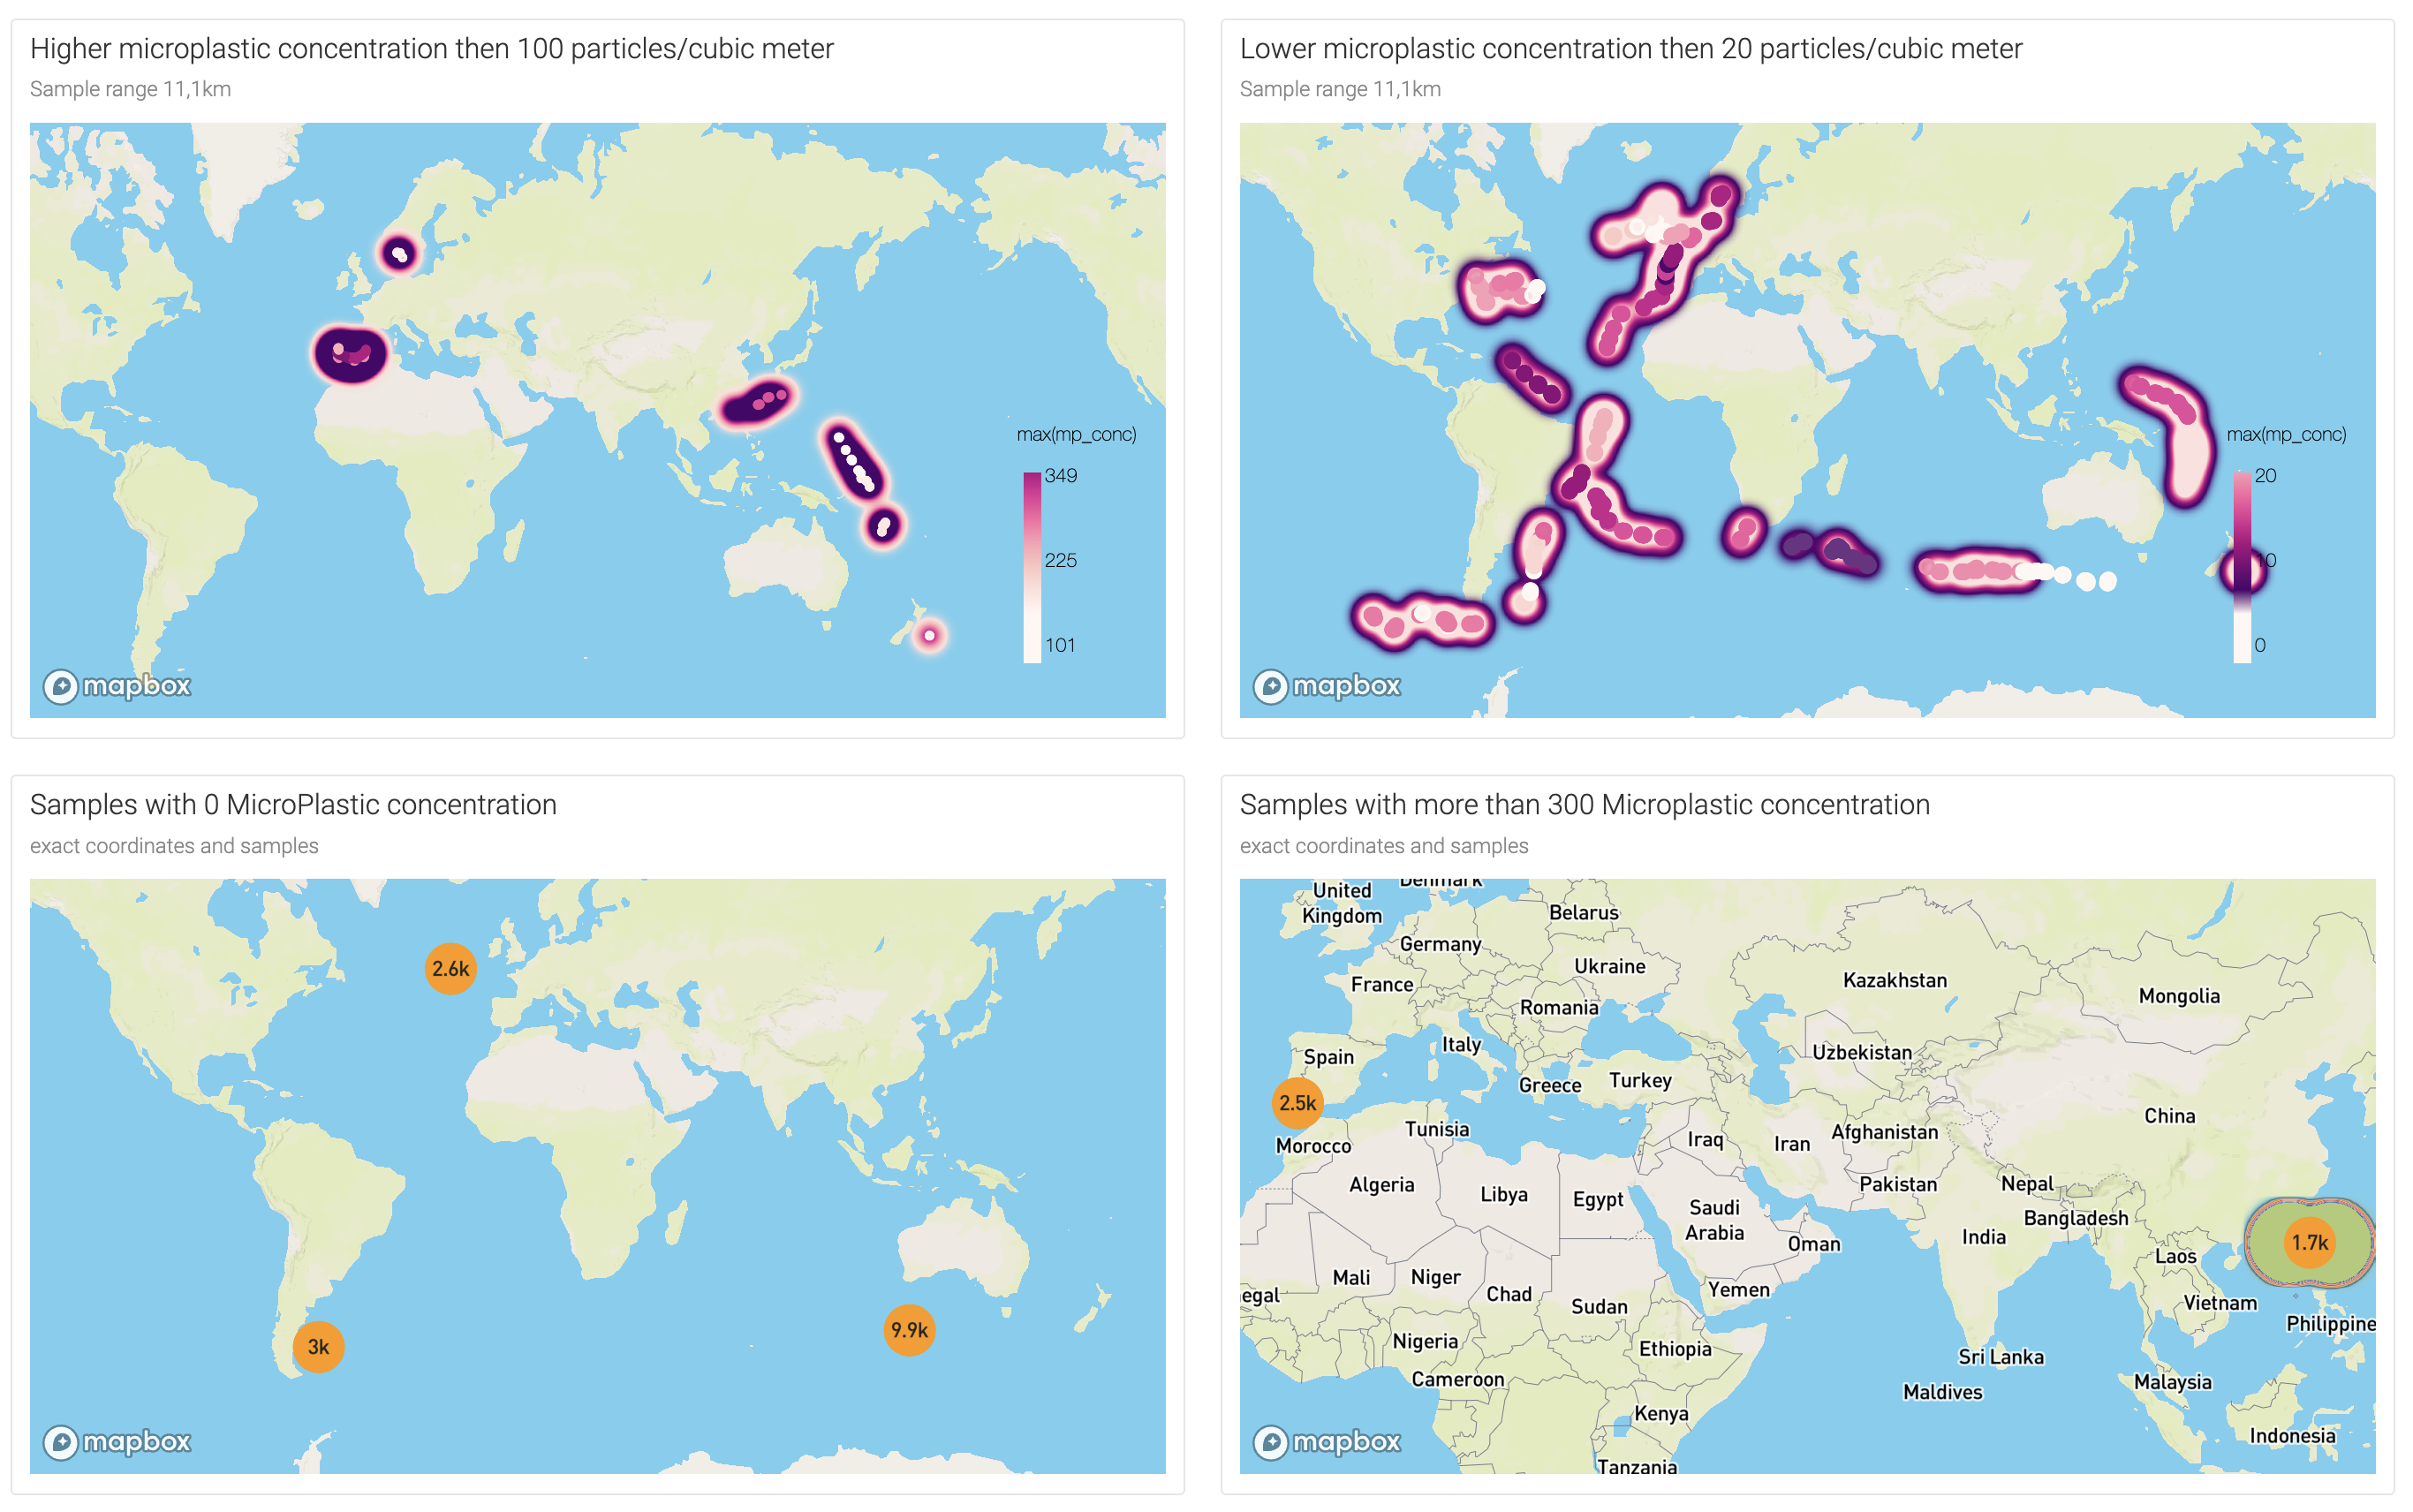 Higher microplastic concentration then 100 particles/cubic meter
Sample range 11,1km
max(mp_conc)
349
225
101
mapbox
Lower microplastic concentration then 20 particles/cubic meter
Sample range 11,1km
max(mp_conc)
20
10
0
mapbox
Samples with 0 MicroPlastic concentration
exact coordinates and samples
2.6k
3k
9.9k
mapbox
Samples with more than 300 Microplastic concentration
exact coordinates and samples
Denmark
United
Kingdom
Belarus
Germany
Ukraine
France
Kazakhstan
Mongolia
Romania
Italy
Spain
Uzbekistan
Greece
Turkey
2.5k
China
Tunisia
Afghanistan
Morocco
Iraq
Iran
Algeria
Libya
Egypt
Pakistan
Nepal
Saudi
Arabia
Bangladesh
India
Oman
1.7k
Laos
Mali
Niger
Chad
Yemen
egal
Sudan
Vietnam
Philippine
Nigeria
Ethiopia
Sri Lanka
Cameroon
Maldives
Malaysia
Kenya
Indonesia
mapbox
Tanzania